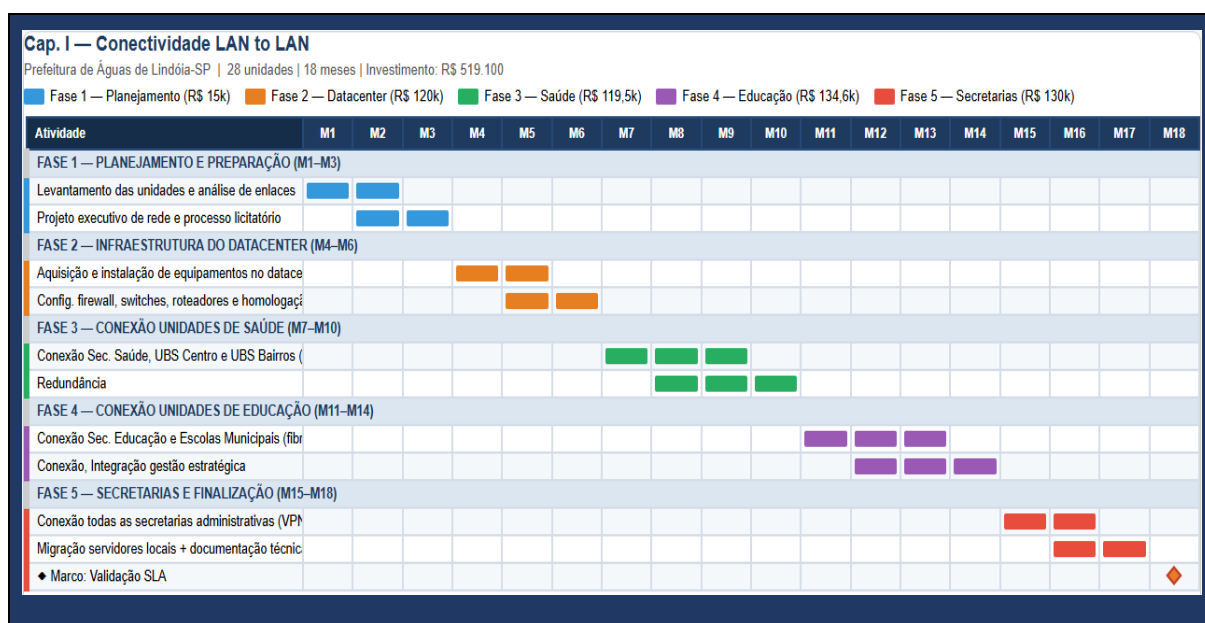 Cap. I — Conectividade LAN to LAN
Prefeitura de Águas de Lindóia-SP | 28 unidades | 18 meses | Investimento: R$ 519.100
Fase 1 — Planejamento (R$ 15k) Fase 2 — Datacenter (R$ 120k) Fase 3 — Saúde (R$ 119,5k) Fase 4 — Educação (R$ 134,6k) Fase 5 — Secretarias (R$ 130k)
Atividade M1 M2 M3 M4 M5 M6 M7 M8 M9 M10 M11 M12 M13 M14 M15 M16 M17 M18
FASE 1 — PLANEJAMENTO E PREPARAÇÃO (M1–M3)
Levantamento das unidades e análise de enlaces
Projeto executivo de rede e processo licitatório
FASE 2 — INFRAESTRUTURA DO DATACENTER (M4–M6)
Aquisição e instalação de equipamentos no datace
Config. firewall, switches, roteadores e homologaçã
FASE 3 — CONEXÃO UNIDADES DE SAÚDE (M7–M10)
Conexão Sec. Saúde, UBS Centro e UBS Bairros (
Redundância
FASE 4 — CONEXÃO UNIDADES DE EDUCAÇÃO (M11–M14)
Conexão Sec. Educação e Escolas Municipais (fibr
Conexão, Integração gestão estratégica
FASE 5 — SECRETARIAS E FINALIZAÇÃO (M15–M18)
Conexão todas as secretarias administrativas (VPN
Migração servidores locais + documentação técnic
◆ Marco: Validação SLA